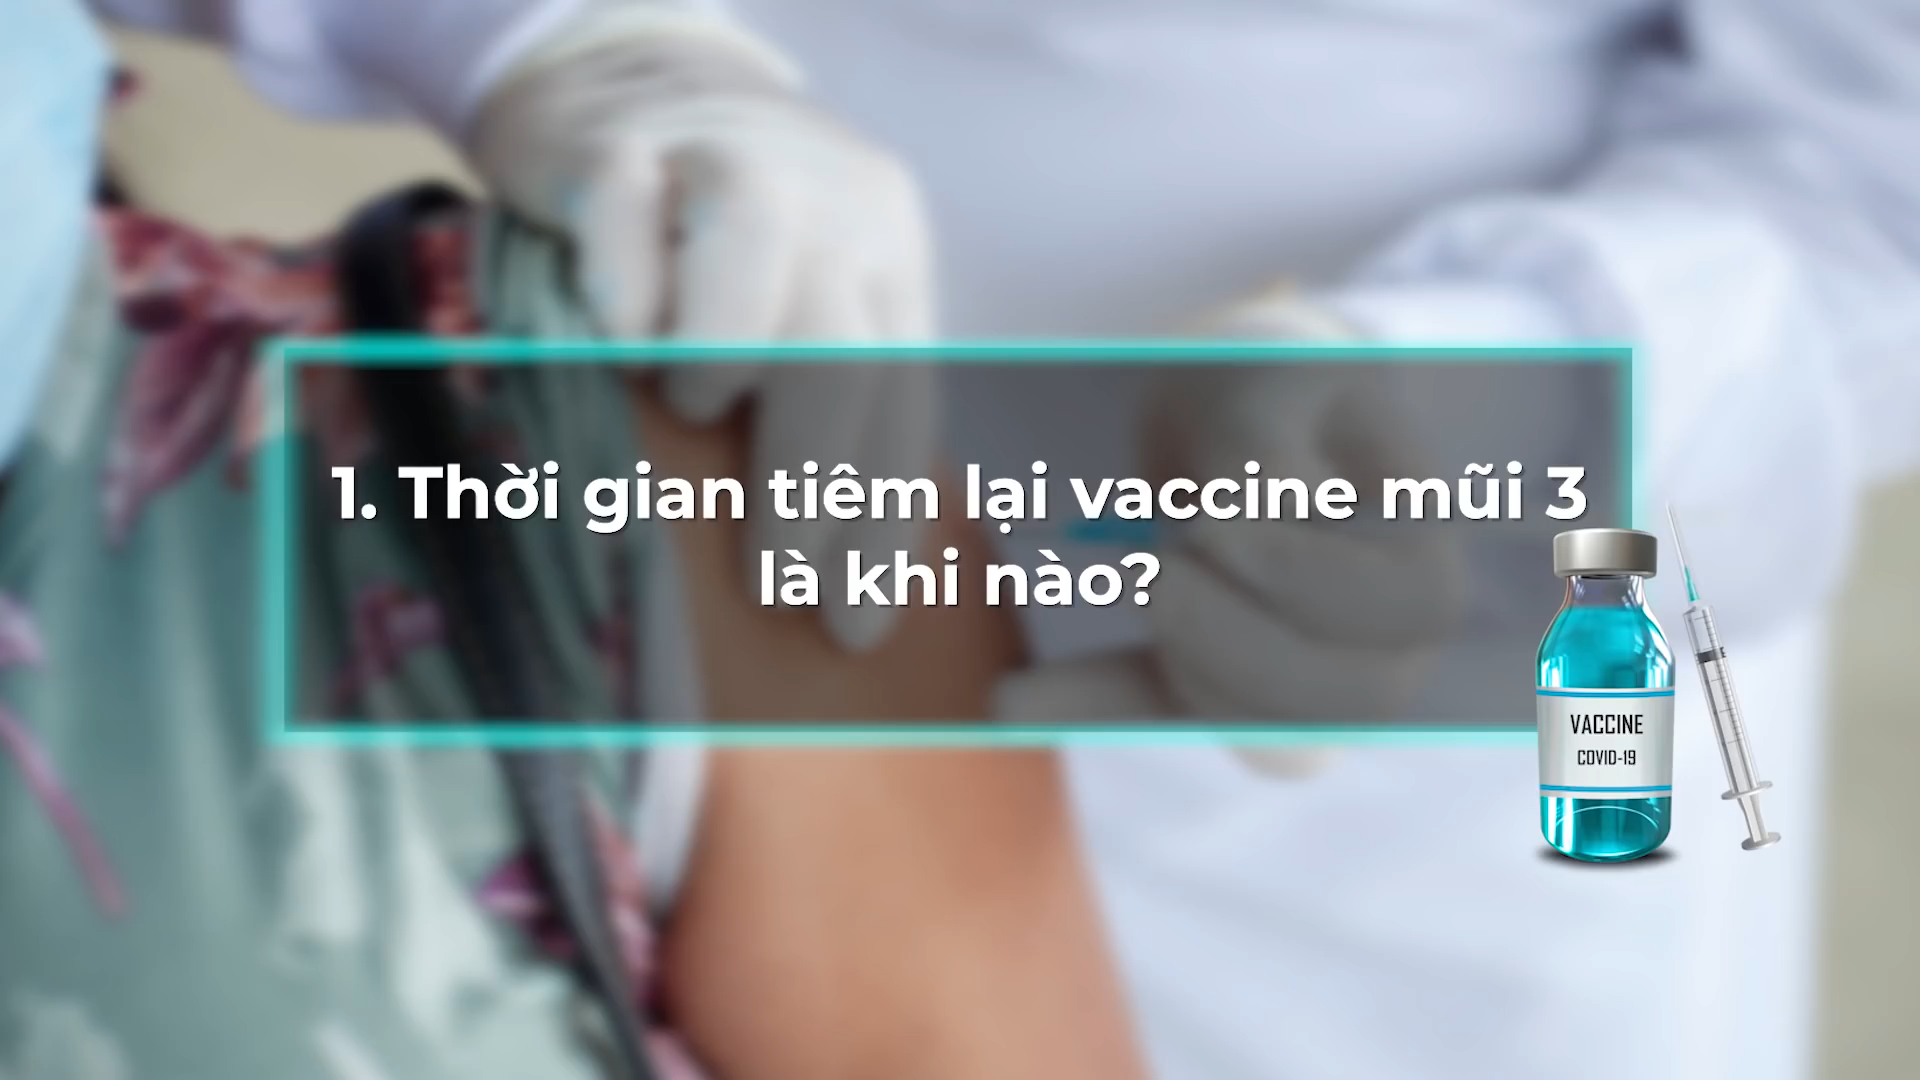 1. Thời gian tiêm lại vaccine mũi 3
là khi nào?
VACCINE
COVID-19